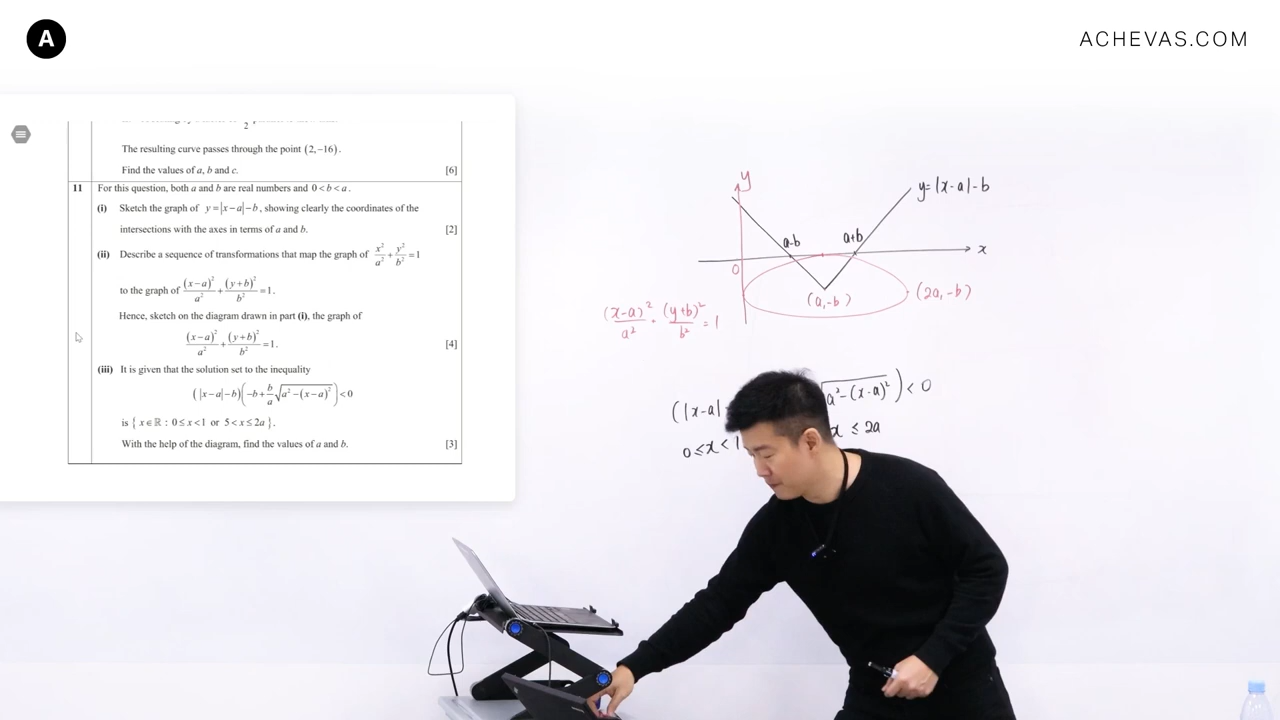 A
ACHEVAS.COM
2
The resulting curve passes through the point (2,−16).
Find the values of a, b and c. [6]
11 For this question, both a and b are real numbers and 0 < b < a.
(i) Sketch the graph of y = |x−a|−b, showing clearly the coordinates of the
intersections with the axes in terms of a and b. [2]
(ii) Describe a sequence of transformations that map the graph of x²/a² + y²/b² = 1
to the graph of (x−a)²/a² + (y+b)²/b² = 1.
Hence, sketch on the diagram drawn in part (i), the graph of
(x−a)²/a² + (y+b)²/b² = 1. [4]
(iii) It is given that the solution set to the inequality
(|x−a|−b)(−b + b/a √(a²−(x−a)²)) < 0
is { x∈ℝ : 0 ≤ x < 1 or 5 < x ≤ 2a }.
With the help of the diagram, find the values of a and b. [3]
y
y=|x-a|-b
a-b
a+b
x
0
(a,-b)
(2a,-b)
(x-a)²/a² + (y+b)²/b² = 1
(|x-a| √(a²-(x-a)²)) < 0
0≤x<1 x ≤ 2a